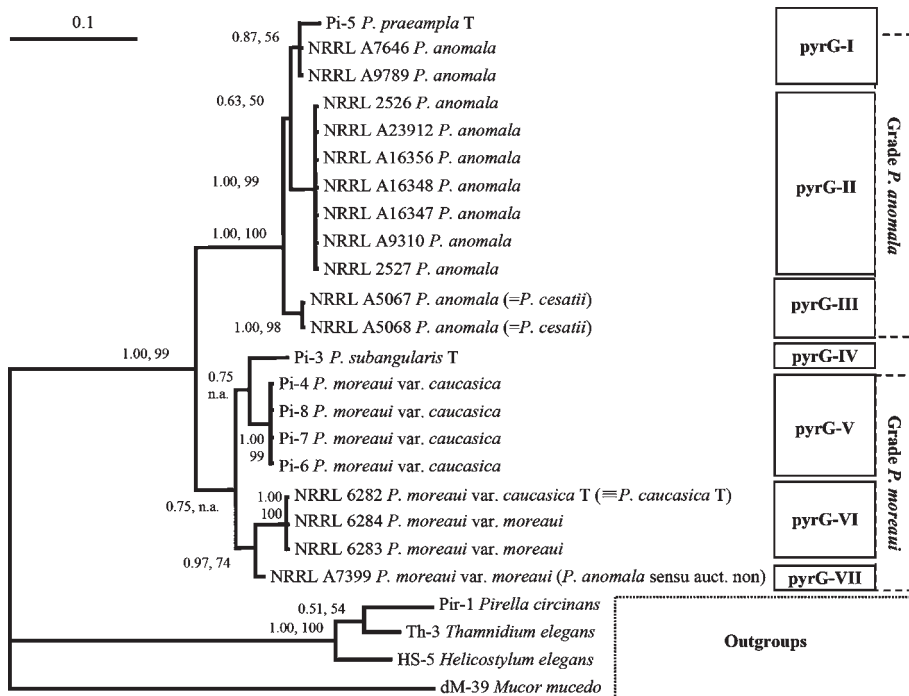 0.1
Pi-5 P. praeampla T
0.87, 56
NRRL A7646 P. anomala
NRRL A9789 P. anomala
pyrG-I
0.63, 50
NRRL 2526 P. anomala
NRRL A23912 P. anomala
NRRL A16356 P. anomala
1.00, 99
NRRL A16348 P. anomala
NRRL A16347 P. anomala
NRRL A9310 P. anomala
NRRL 2527 P. anomala
pyrG-II
Grade P. anomala
1.00, 100
NRRL A5067 P. anomala (=P. cesatii)
NRRL A5068 P. anomala (=P. cesatii)
1.00, 98
pyrG-III
1.00, 99
Pi-3 P. subangularis T
pyrG-IV
0.75
n.a.
Pi-4 P. moreaui var. caucasica
Pi-8 P. moreaui var. caucasica
Pi-7 P. moreaui var. caucasica
Pi-6 P. moreaui var. caucasica
1.00
99
pyrG-V
Grade P. moreaui
0.75, n.a.
1.00
100
NRRL 6282 P. moreaui var. caucasica T (≡P. caucasica T)
NRRL 6284 P. moreaui var. moreaui
NRRL 6283 P. moreaui var. moreaui
pyrG-VI
0.97, 74
NRRL A7399 P. moreaui var. moreaui (P. anomala sensu auct. non)
pyrG-VII
0.51, 54
Pir-1 Pirella circinans
1.00, 100
Th-3 Thamnidium elegans
HS-5 Helicostylum elegans
dM-39 Mucor mucedo
Outgroups